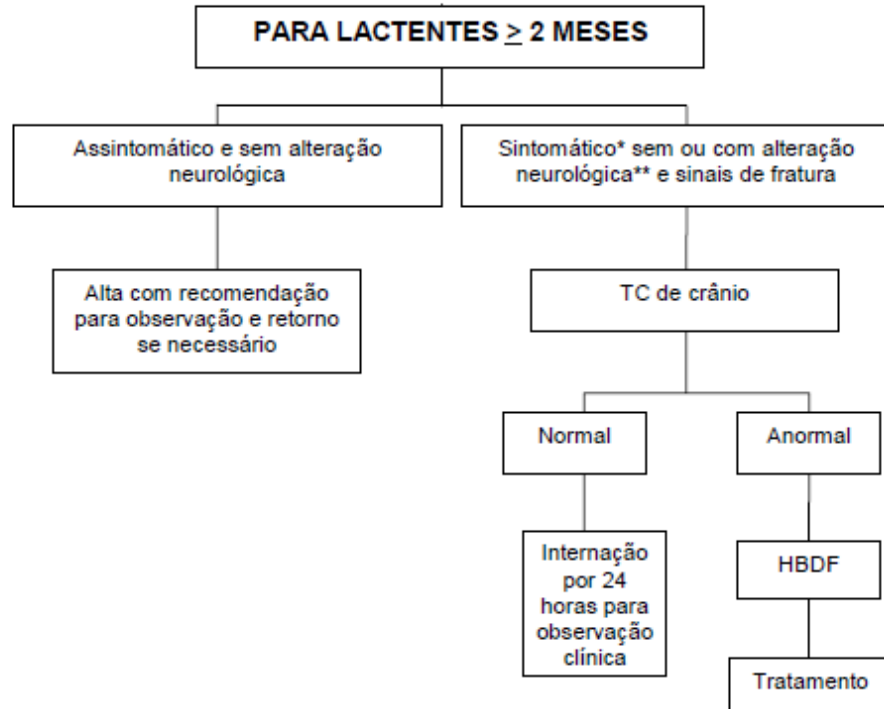 PARA LACTENTES ≥ 2 MESES
Assintomático e sem alteração
neurológica
Sintomático* sem ou com alteração
neurológica** e sinais de fratura
Alta com recomendação
para observação e retorno
se necessário
TC de crânio
Normal
Anormal
Internação
por 24
horas para
observação
clínica
HBDF
Tratamento